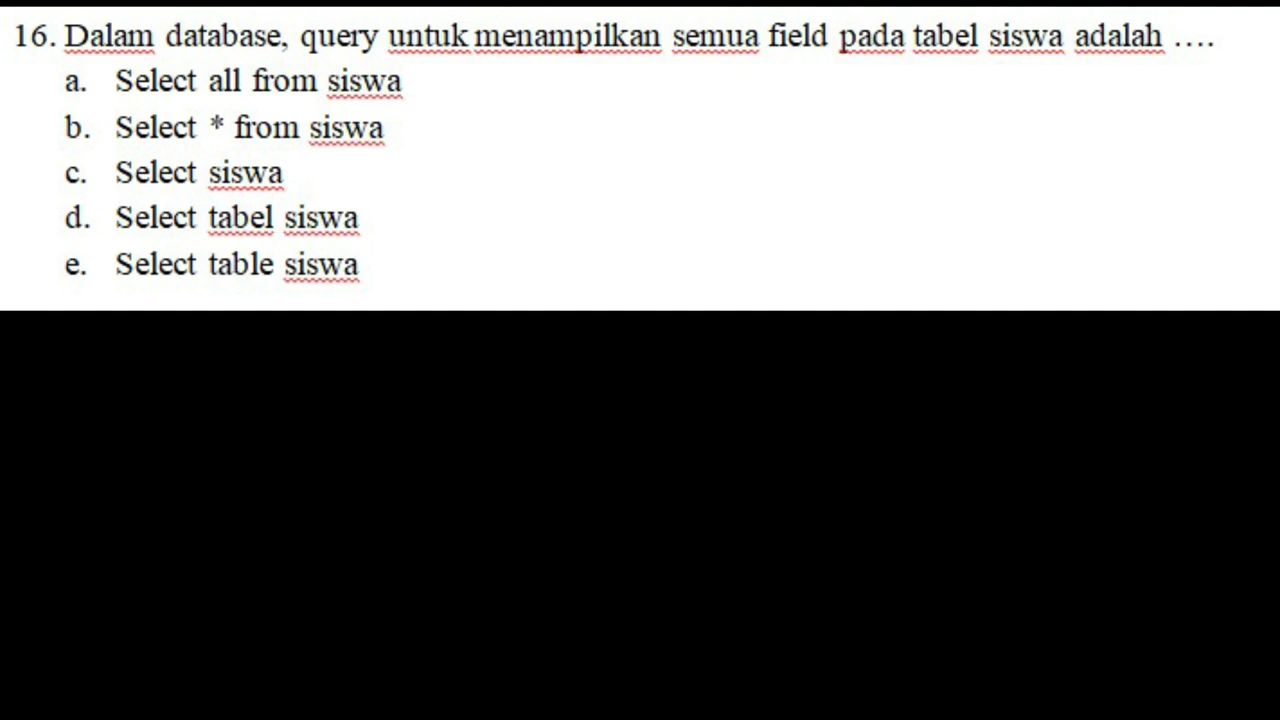 16. Dalam database, query untuk menampilkan semua field pada tabel siswa adalah ….
a. Select all from siswa
b. Select * from siswa
c. Select siswa
d. Select tabel siswa
e. Select table siswa